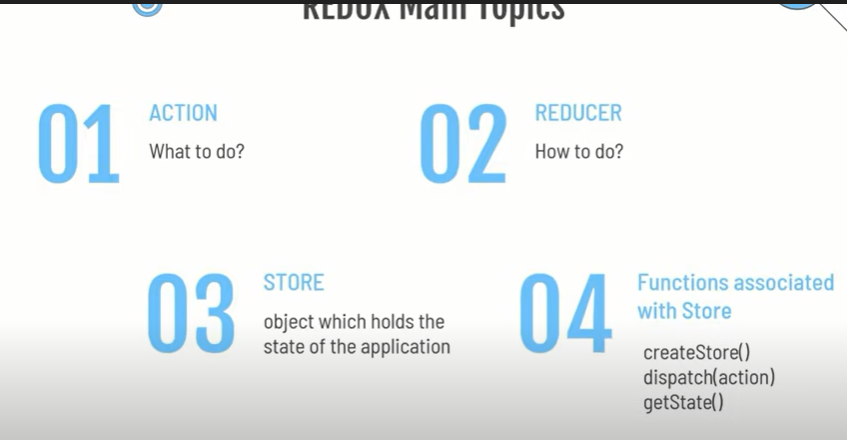 REDUX Main Topics
01
ACTION
What to do?
02
REDUCER
How to do?
03
STORE
object which holds the
state of the application
04
Functions associated
with Store
createStore()
dispatch(action)
getState()